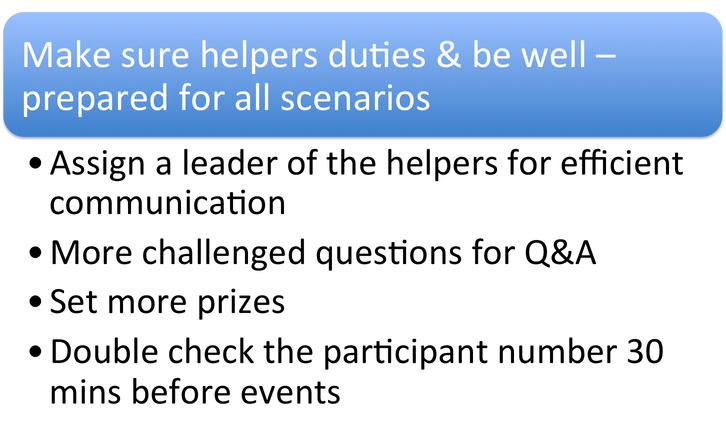 Make sure helpers duties & be well –
prepared for all scenarios
• Assign a leader of the helpers for efficient
communication
• More challenged questions for Q&A
• Set more prizes
• Double check the participant number 30
mins before events